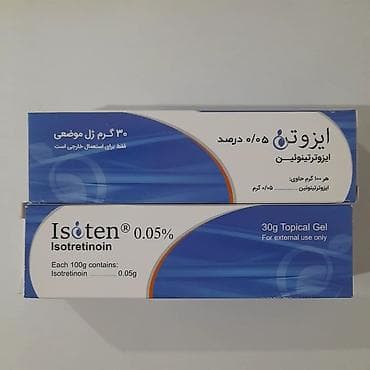 ایزوتن ۰/۰۵ درصد
ایزوترتینوئین
هر ۱۰۰ گرم حاوی:
ایزوترتینوئین .......... ۰/۰۵ گرم
۳۰ گرم ژل موضعی
فقط برای استعمال خارجی است
Isoten® 0.05%
Isotretinoin
Each 100g contains:
Isotretinoin .......... 0.05g
30g Topical Gel
For external use only